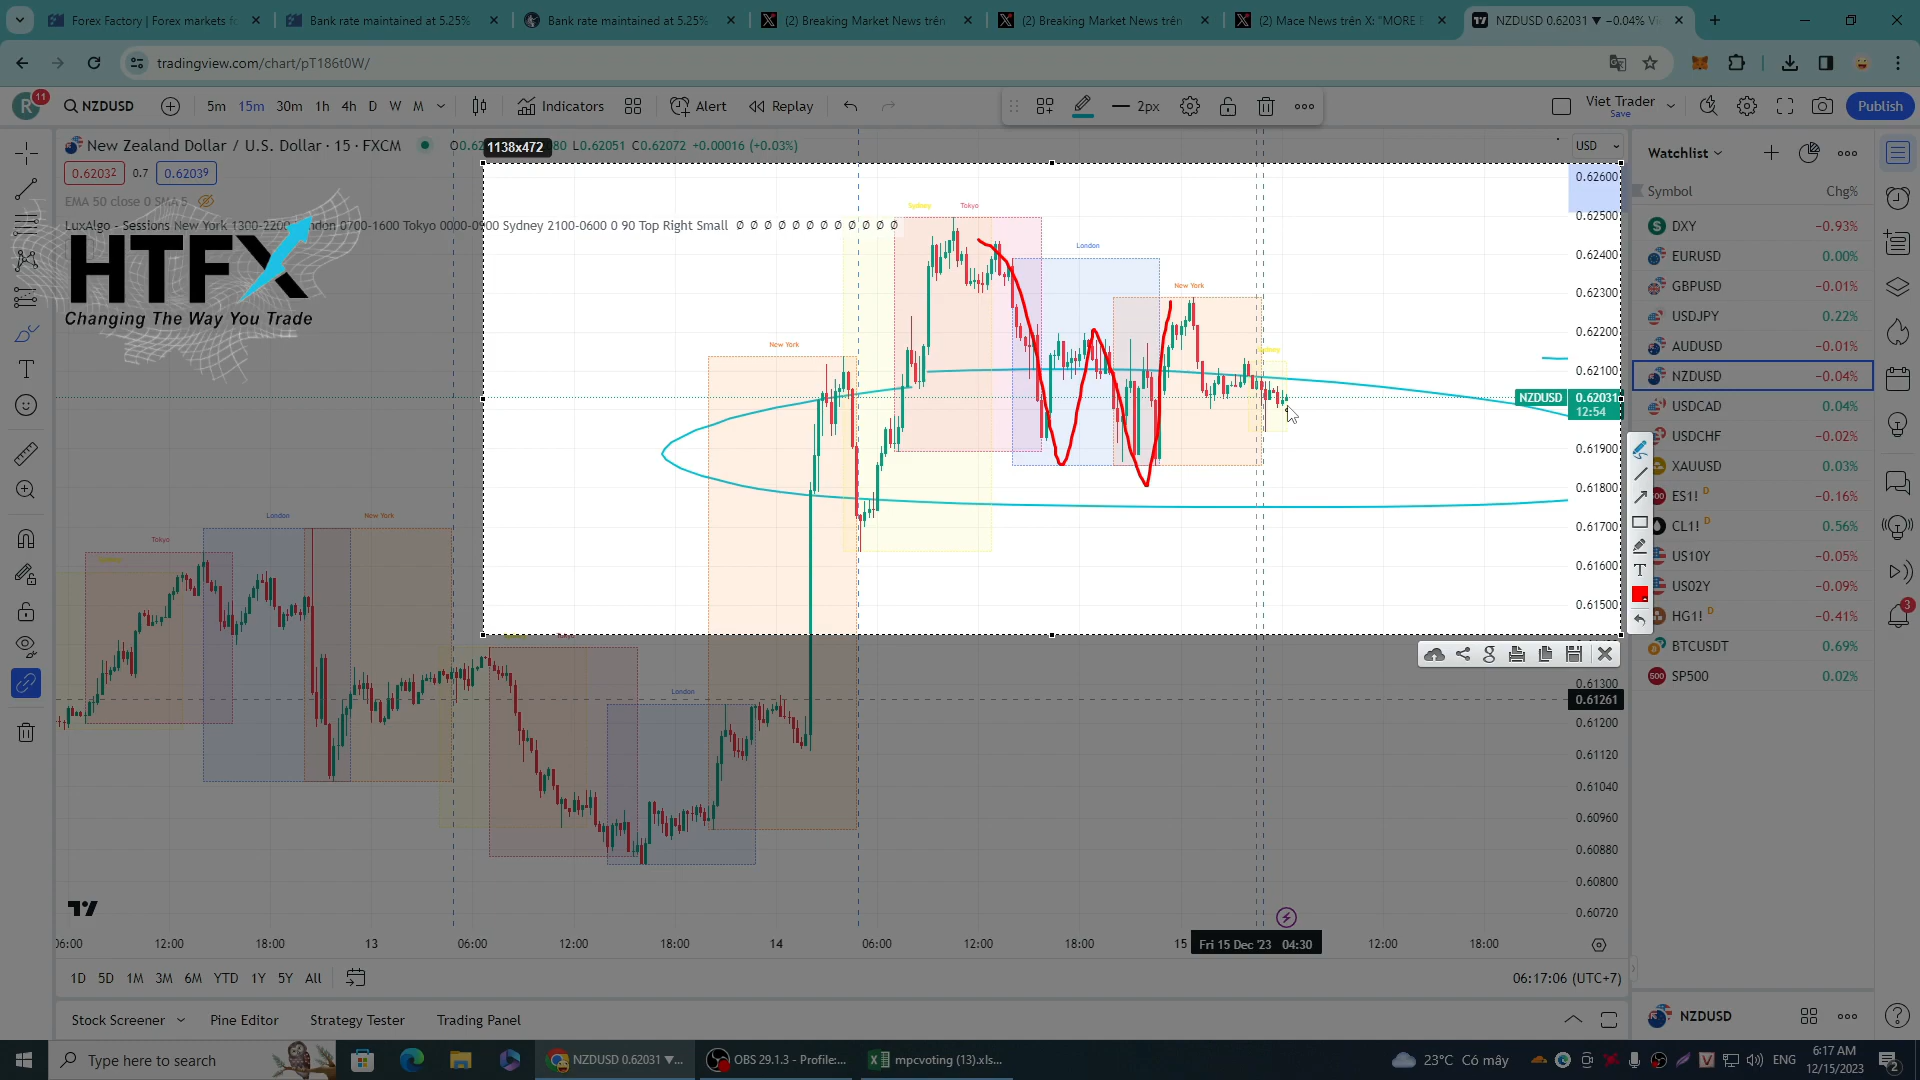 Forex Factory | Forex markets f
Bank rate maintained at 5.25%
Bank rate maintained at 5.25%
(2) Breaking Market News trên
(2) Breaking Market News trên
(2) Mace News trên X: "MORE
NZDUSD 0.62031 ▼ −0.04% Vi
tradingview.com/chart/pT186t0W/
R 11 NZDUSD 5m 15m 30m 1h 4h D W M Indicators Alert Replay 2px Viet Trader Save Publish
New Zealand Dollar / U.S. Dollar · 15 · FXCM L0.62051 C0.62072 +0.00016 (+0.03%)
1138x472
USD
0.62032 0.7 0.62039
EMA 50 close 0 SMA 5
LuxAlgo - Sessions New York 1300-2200 London 0700-1600 Tokyo 0000-0900 Sydney 2100-0600 0 90 Top Right Small ∅ ∅ ∅ ∅ ∅ ∅ ∅ ∅ ∅ ∅ ∅ ∅
HTFX
Changing The Way You Trade
Sydney Tokyo
London
New York
New York
Sydney
London New York
Tokyo
London
0.62600
0.62500
0.62400
0.62300
0.62200
0.62100
NZDUSD 0.62031
12:54
0.61900
0.61800
0.61700
0.61600
0.61500
0.61300
0.61261
0.61200
0.61120
0.61040
0.60960
0.60880
0.60800
0.60720
06:00 12:00 18:00 13 06:00 12:00 18:00 14 06:00 12:00 18:00 15 Fri 15 Dec '23 04:30 12:00 18:00
1D 5D 1M 3M 6M YTD 1Y 5Y All
06:17:06 (UTC+7)
Stock Screener Pine Editor Strategy Tester Trading Panel
Watchlist
Symbol Chg%
DXY −0.93%
EURUSD 0.00%
GBPUSD −0.01%
USDJPY 0.22%
AUDUSD −0.01%
NZDUSD −0.04%
USDCAD 0.04%
USDCHF −0.02%
XAUUSD 0.03%
ES1! D −0.16%
CL1! D 0.56%
US10Y −0.05%
US02Y −0.09%
HG1! D −0.41%
BTCUSDT 0.69%
SP500 0.02%
3
NZDUSD
Type here to search
NZDUSD 0.62031 ▼...
OBS 29.1.3 - Profile:...
mpcvoting (13).xls...
23°C Có mây
ENG
6:17 AM
12/15/2023
2